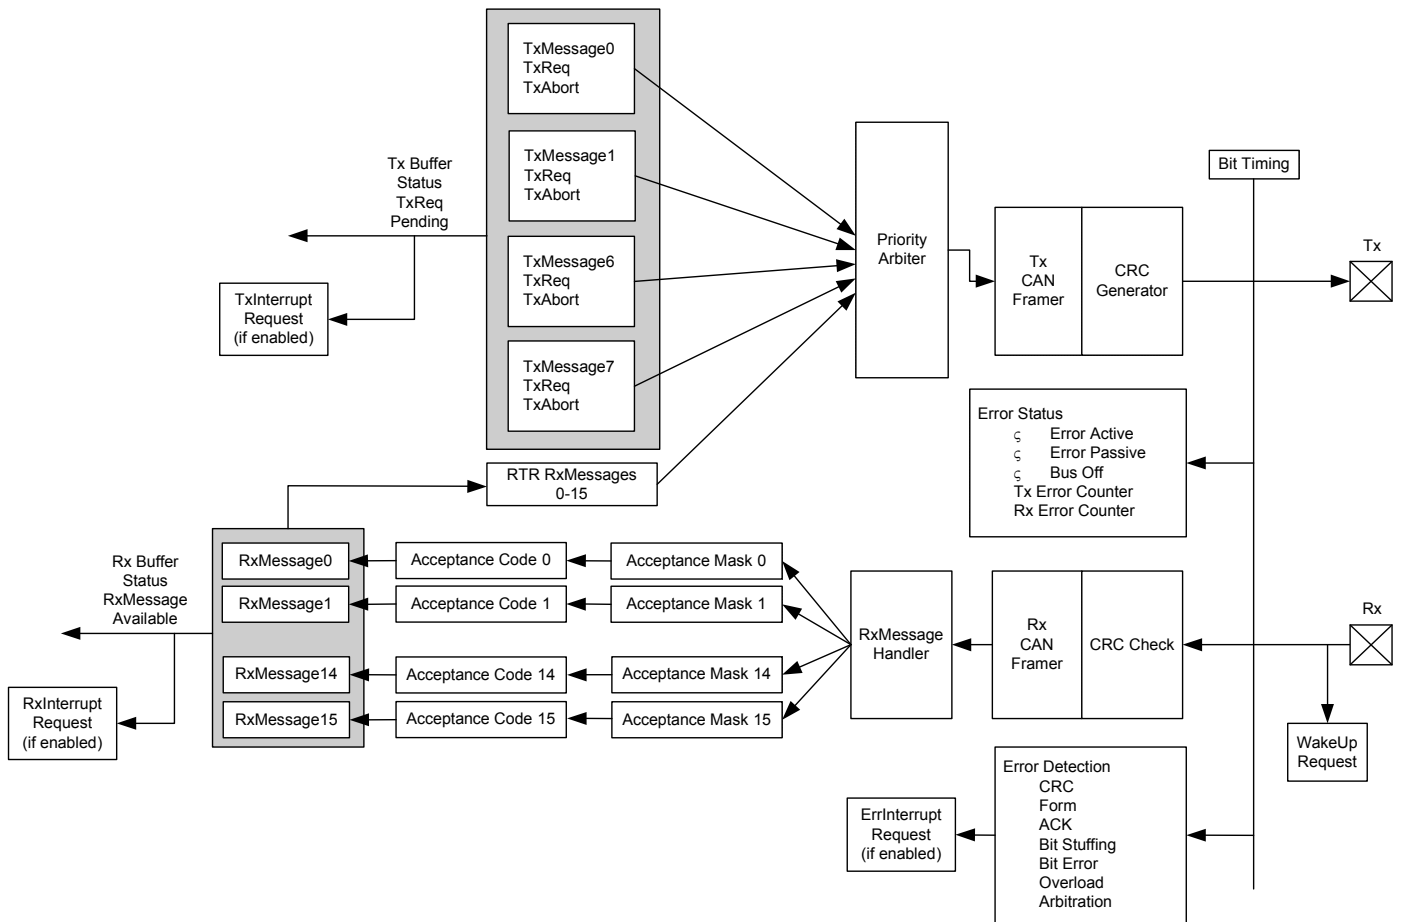 TxMessage0
TxReq
TxAbort
TxMessage1
TxReq
TxAbort
TxMessage6
TxReq
TxAbort
TxMessage7
TxReq
TxAbort
Tx Buffer
Status
TxReq
Pending
TxInterrupt
Request
(if enabled)
Priority
Arbiter
Tx
CAN
Framer
CRC
Generator
Bit Timing
Tx
Error Status
ς Error Active
ς Error Passive
ς Bus Off
Tx Error Counter
Rx Error Counter
RTR RxMessages
0-15
Rx Buffer
Status
RxMessage
Available
RxInterrupt
Request
(if enabled)
RxMessage0
Acceptance Code 0
Acceptance Mask 0
RxMessage1
Acceptance Code 1
Acceptance Mask 1
RxMessage14
Acceptance Code 14
Acceptance Mask 14
RxMessage15
Acceptance Code 15
Acceptance Mask 15
RxMessage
Handler
Rx
CAN
Framer
CRC Check
Rx
WakeUp
Request
ErrInterrupt
Request
(if enabled)
Error Detection
CRC
Form
ACK
Bit Stuffing
Bit Error
Overload
Arbitration